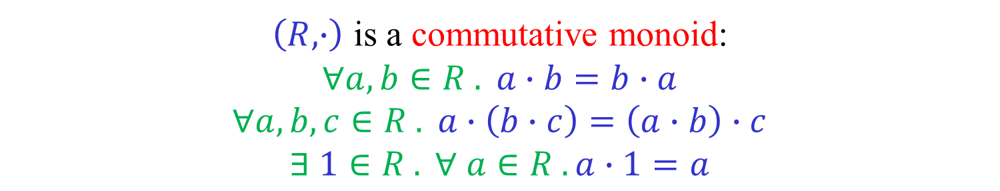 (R,·) is a commutative monoid:
∀a, b ∈ R . a · b = b · a
∀a, b, c ∈ R . a · (b · c) = (a · b) · c
∃ 1 ∈ R . ∀ a ∈ R . a · 1 = a